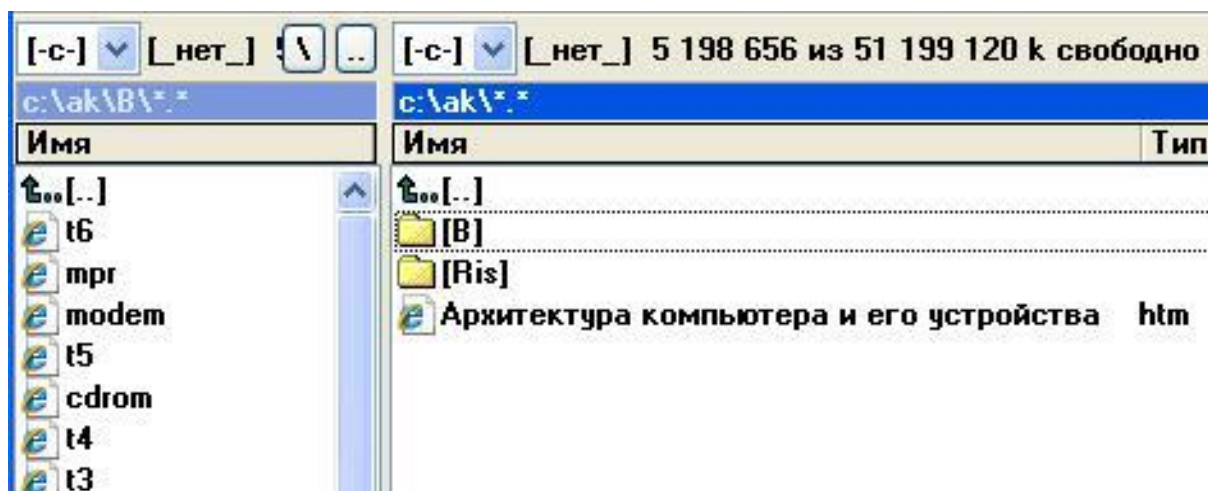 [-c-] [_нет_] \ .. [-c-] [_нет_] 5 198 656 из 51 199 120 k свободно
c:\ak\B\*.* c:\ak\*.*
Имя Имя Тип
[..] [..]
t6 [B]
mpr [Ris]
modem Архитектура компьютера и его устройства htm
t5
cdrom
t4
t3